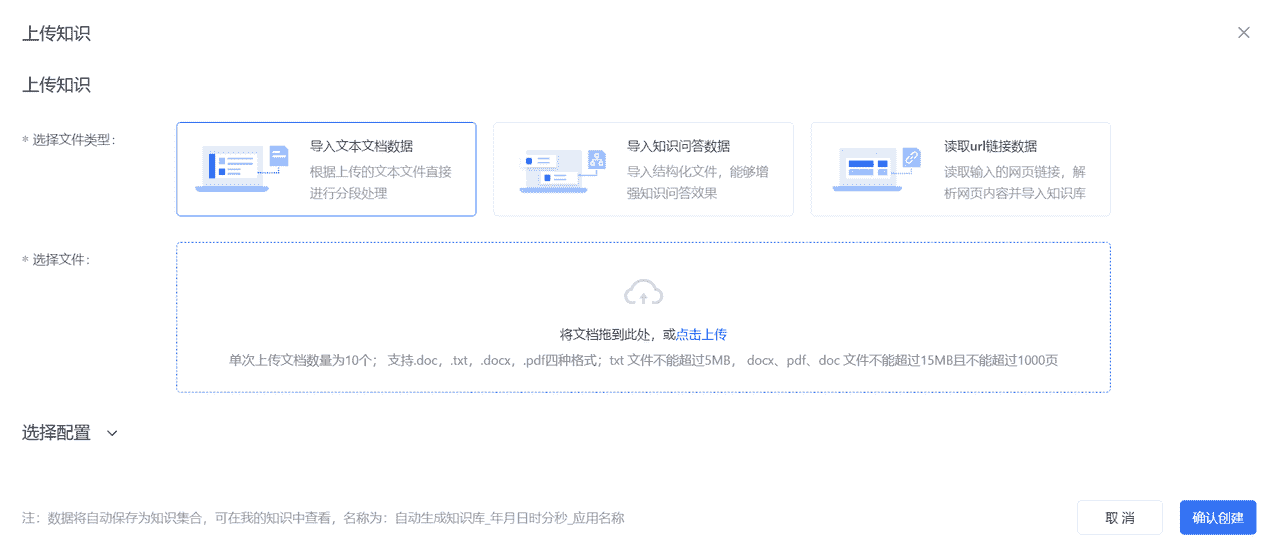 上传知识
上传知识
* 选择文件类型:
导入文本文档数据
根据上传的文本文件直接
进行分段处理
导入知识问答数据
导入结构化文件，能够增
强知识问答效果
读取url链接数据
读取输入的网页链接，解
析网页内容并导入知识库
* 选择文件:
将文档拖到此处，或点击上传
单次上传文档数量为10个； 支持.doc，.txt，.docx，.pdf四种格式；txt 文件不能超过5MB， docx、pdf、doc 文件不能超过15MB且不能超过1000页
选择配置
注：数据将自动保存为知识集合，可在我的知识中查看，名称为：自动生成知识库_年月日时分秒_应用名称
取 消
确认创建